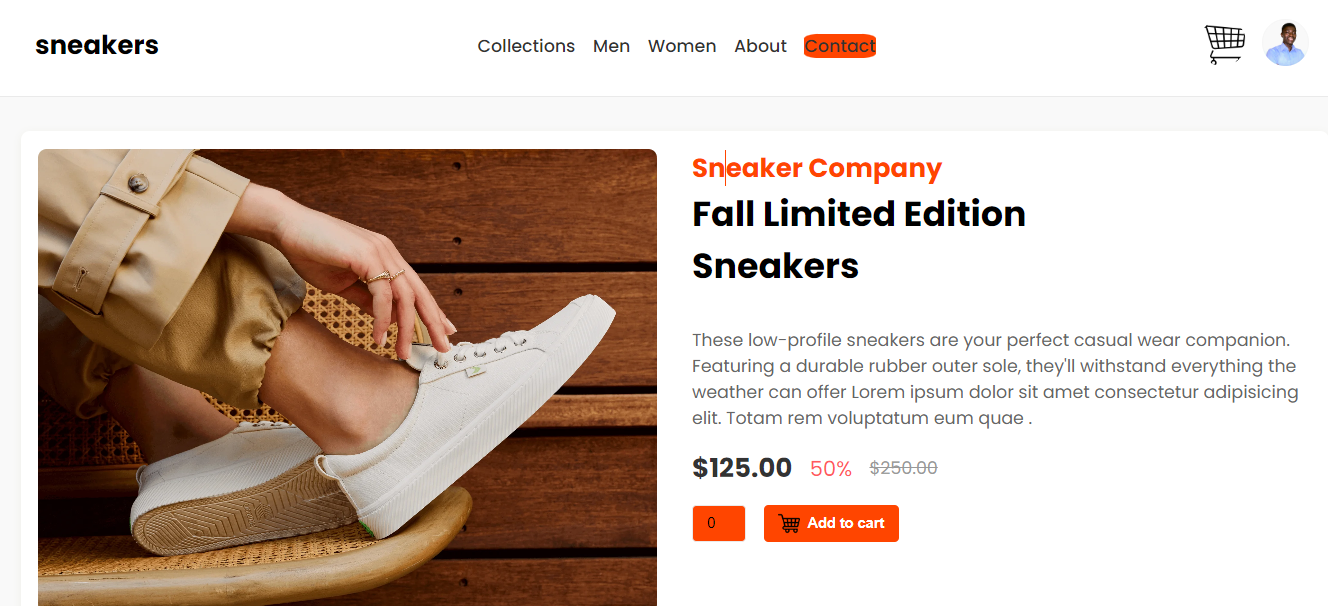 sneakers
Collections Men Women About Contact
Sneaker Company
Fall Limited Edition
Sneakers
These low-profile sneakers are your perfect casual wear companion.
Featuring a durable rubber outer sole, they'll withstand everything the
weather can offer Lorem ipsum dolor sit amet consectetur adipisicing
elit. Totam rem voluptatum eum quae .
$125.00 50% $250.00
0 Add to cart